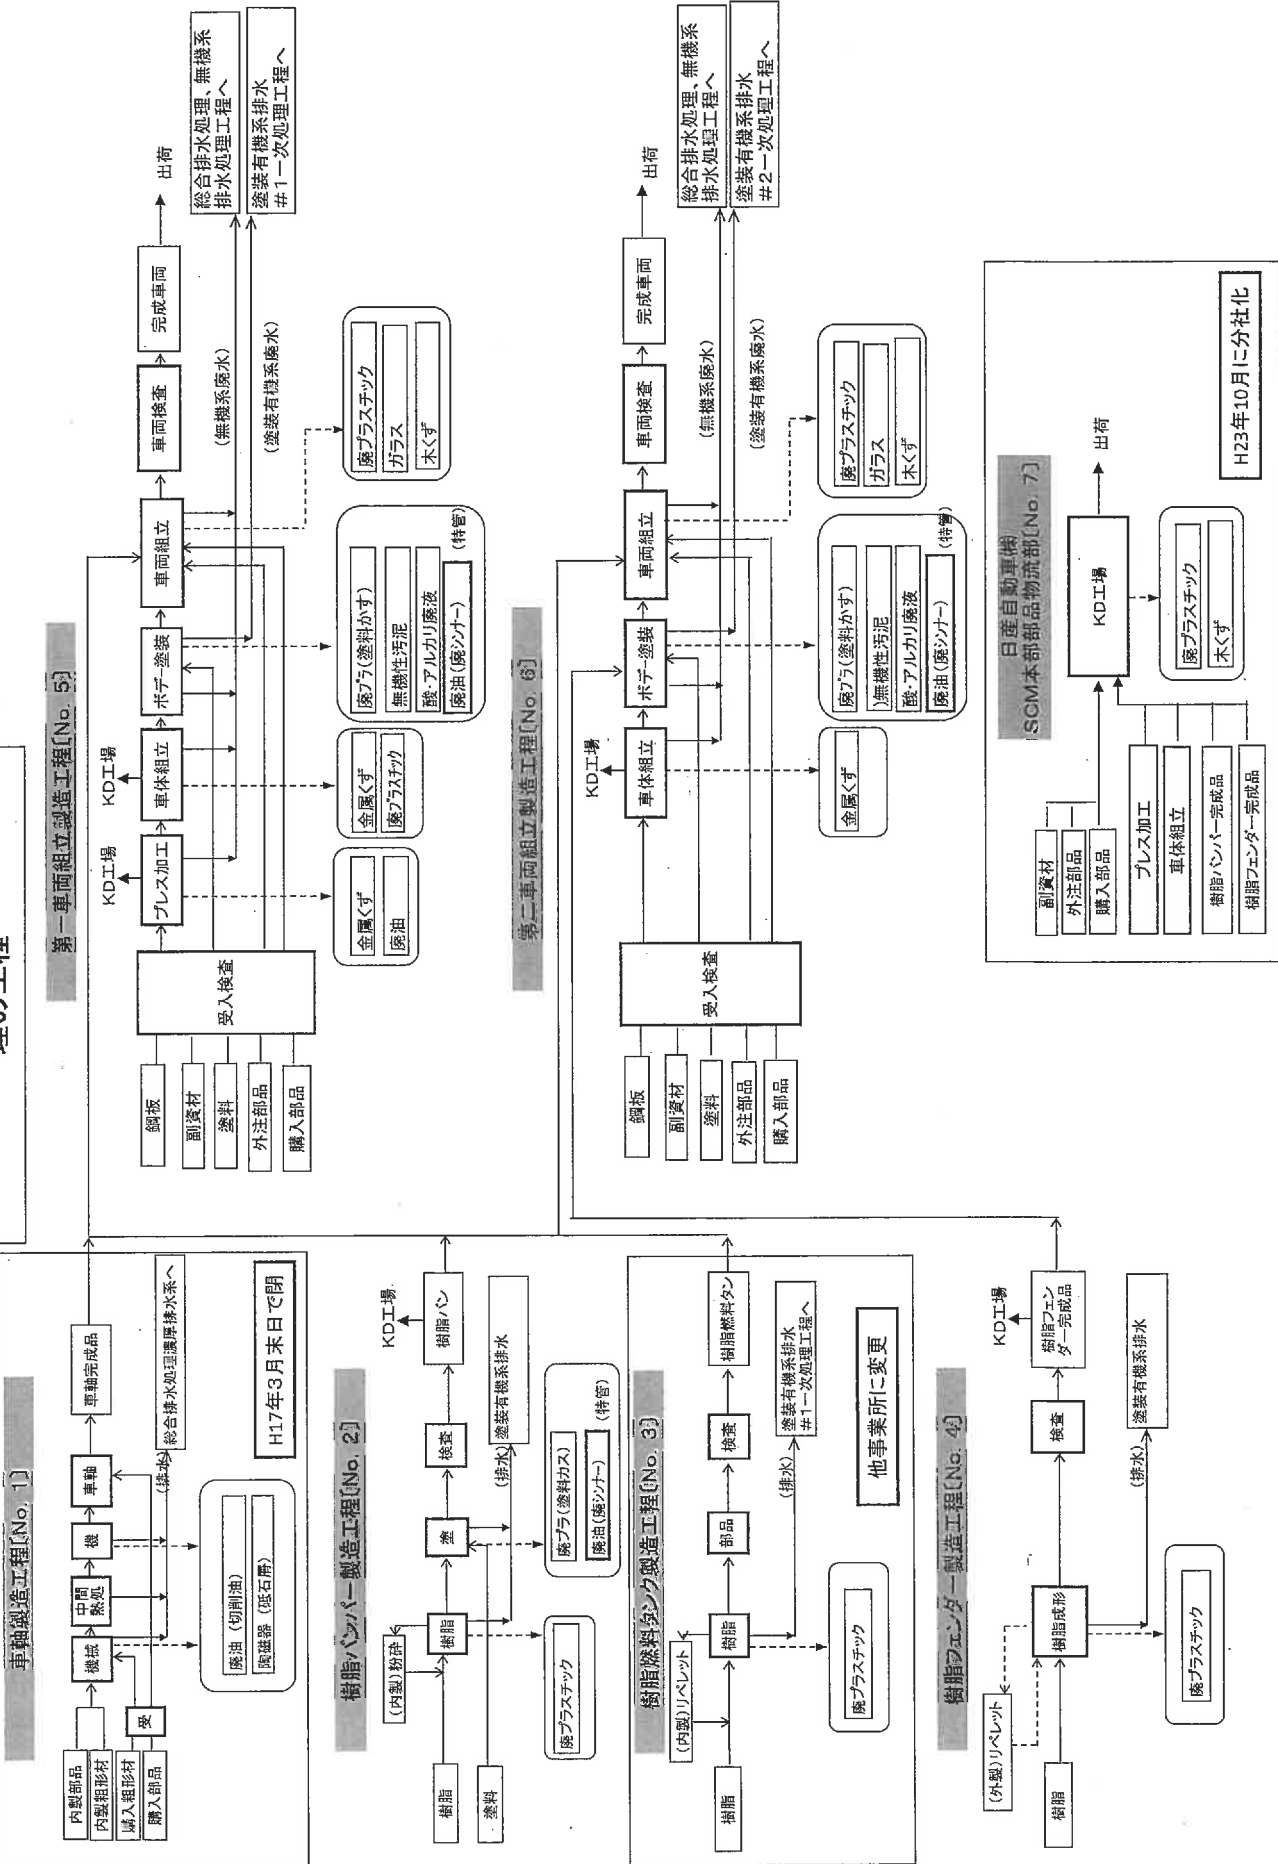 理の工程
車軸製造工程[No. 1]
内製部品
内製粗形材
購入粗形材
購入部品
受
機械
中間
熱処
機
車軸
車軸完成品
(排水)
総合排水処理濃厚排水系へ
廃油 (切削油)
陶磁器 (砥石屑)
H17年3月末日で閉
樹脂バンパー製造工程[No. 2]
樹脂
塗料
(内製)粉砕
樹脂
塗
検査
樹脂バン
KD工場
(排水)
塗装有機系排水
廃プラスチック
廃プラ(塗料カス)
廃油(廃シンナー)
(特管)
樹脂燃料タンク製造工程[No. 3]
樹脂
(内製)リペレット
樹脂
部品
検査
樹脂燃料タン
(排水)
塗装有機系排水
#1一次処理工程へ
廃プラスチック
他事業所に変更
樹脂フェンダー製造工程[No. 4]
樹脂
(外製)リペレット
樹脂成形
検査
樹脂フェン
ダー完成品
KD工場
(排水)
塗装有機系排水
廃プラスチック
第一車両組立製造工程[No. 5]
鋼板
副資材
塗料
外注部品
購入部品
受入検査
プレス加工
KD工場
車体組立
KD工場
ボデー塗装
車両組立
車両検査
完成車両
出荷
(無機系廃水)
(塗装有機系廃水)
総合排水処理、無機系
排水処理工程へ
塗装有機系排水
#1一次処理工程へ
金属くず
廃油
金属くず
廃プラスチック
廃プラ(塗料かす)
無機性汚泥
酸・アルカリ廃液
廃油(廃シンナー)
(特管)
廃プラスチック
ガラス
木くず
第二車両組立製造工程[No. 6]
鋼板
副資材
塗料
外注部品
購入部品
受入検査
車体組立
KD工場
ボデー塗装
車両組立
車両検査
完成車両
出荷
(無機系廃水)
(塗装有機系廃水)
総合排水処理、無機系
排水処理工程へ
塗装有機系排水
#2一次処理工程へ
金属くず
廃プラ(塗料かす)
)無機性汚泥
酸・アルカリ廃液
廃油(廃シンナー)
(特管)
廃プラスチック
ガラス
木くず
日産自動車㈱
SCM本部部品物流部[No. 7]
副資材
外注部品
購入部品
プレス加工
車体組立
樹脂バンパー完成品
樹脂フェンダー完成品
KD工場
出荷
廃プラスチック
木くず
H23年10月に分社化